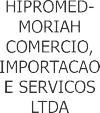 HIPROMED-
MORIAH
COMERCIO,
IMPORTACAO
E SERVICOS
LTDA